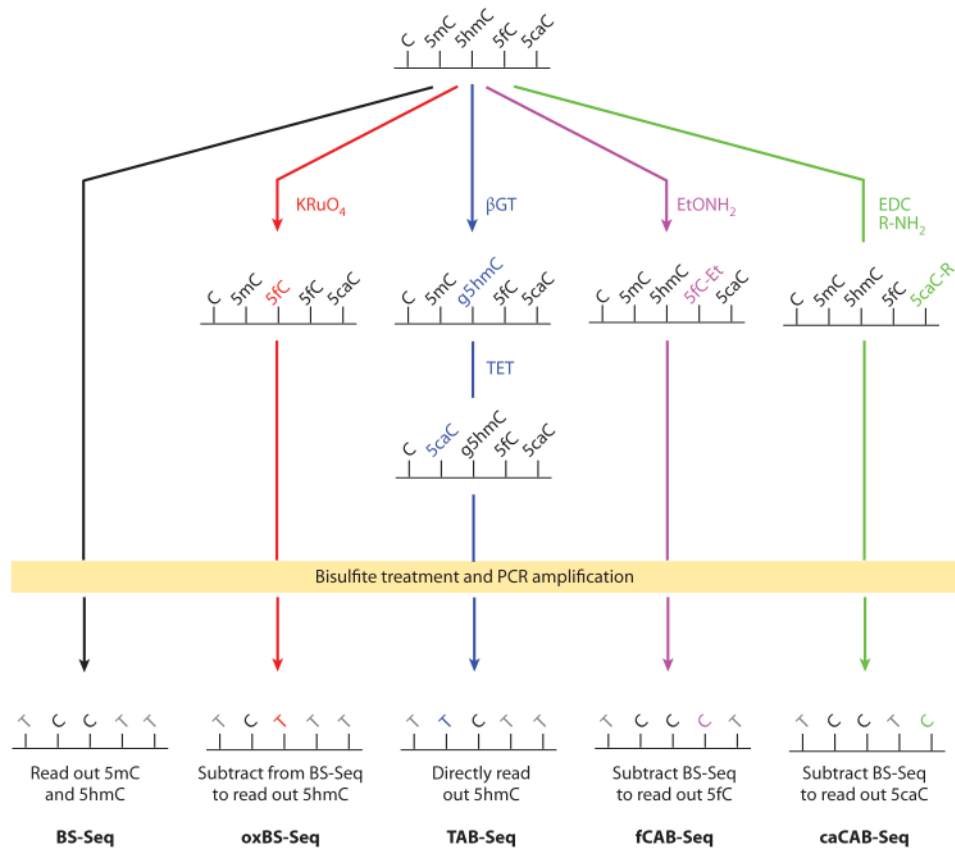 C 5mC 5hmC 5fC 5caC
KRuO₄
βGT
EtONH₂
EDC
R-NH₂
C 5mC 5fC 5fC 5caC
C 5mC g5hmC 5fC 5caC
C 5mC 5hmC 5fC-Et 5caC
C 5mC 5hmC 5fC 5caC-R
TET
C 5caC g5hmC 5fC 5caC
Bisulfite treatment and PCR amplification
T C C T T
T C T T T
T T C T T
T C C C T
T C C T C
Read out 5mC
and 5hmC
Subtract from BS-Seq
to read out 5hmC
Directly read
out 5hmC
Subtract BS-Seq
to read out 5fC
Subtract BS-Seq
to read out 5caC
BS-Seq
oxBS-Seq
TAB-Seq
fCAB-Seq
caCAB-Seq